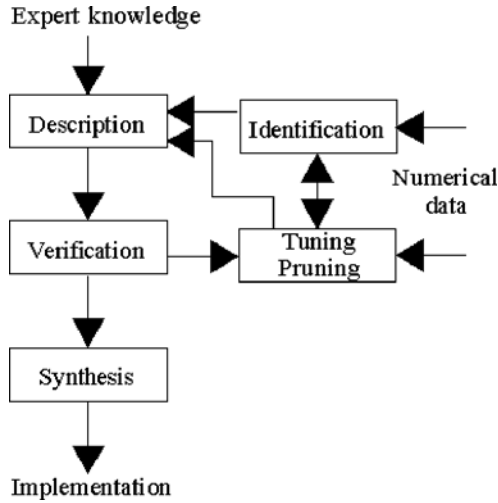 Expert knowledge
Description
Identification
Numerical
data
Verification
Tuning
Pruning
Synthesis
Implementation